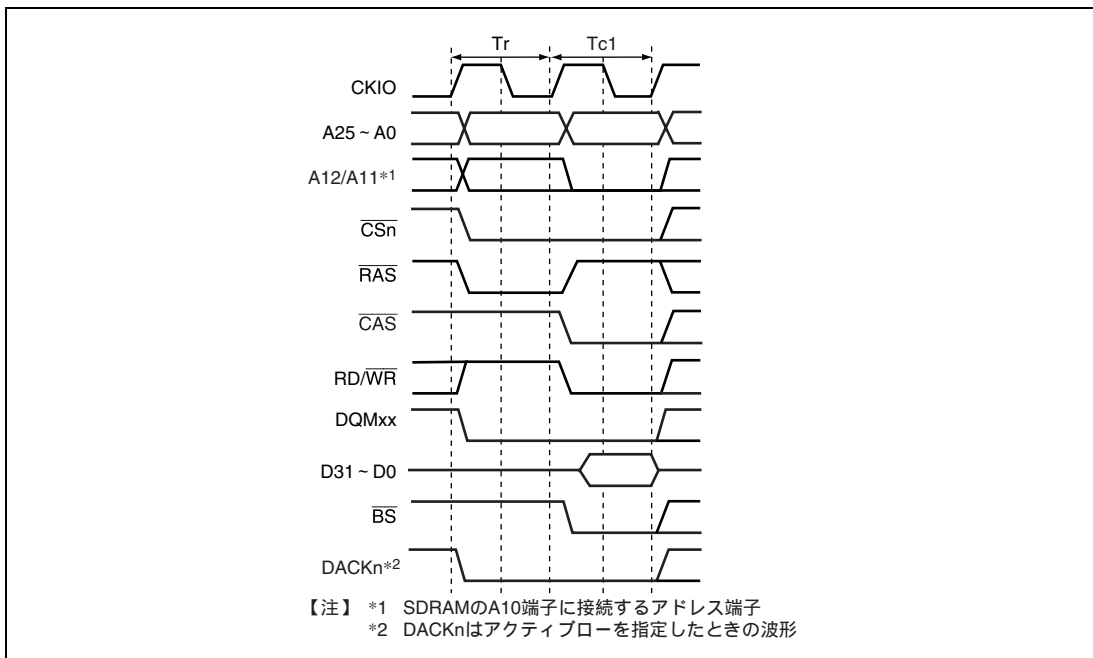 Tr Tc1
CKIO
A25 ~ A0
A12/A11*1
CSn
RAS
CAS
RD/WR
DQMxx
D31 ~ D0
BS
DACKn*2
【注】 *1 SDRAMのA10端子に接続するアドレス端子
*2 DACKnはアクティブローを指定したときの波形